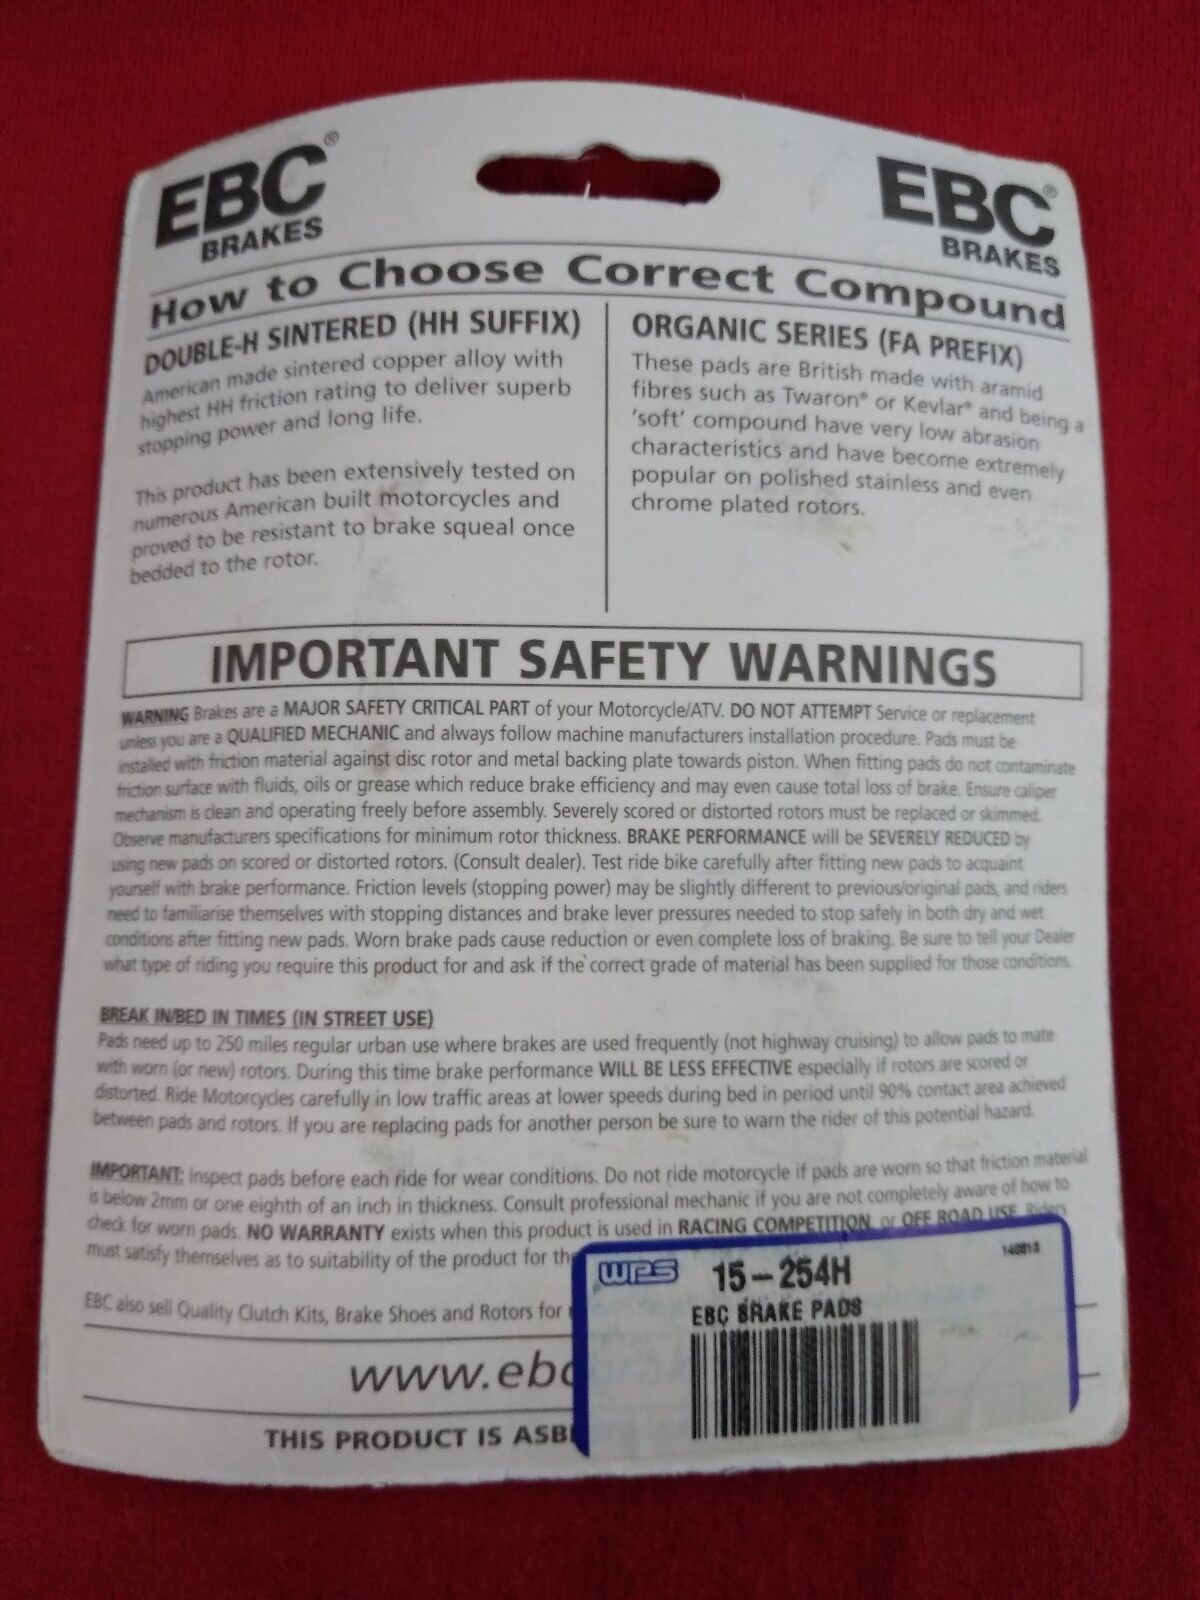 EBC®
BRAKES
EBC®
BRAKES
How to Choose Correct Compound
DOUBLE-H SINTERED (HH SUFFIX)
American made sintered copper alloy with
highest HH friction rating to deliver superb
stopping power and long life.
This product has been extensively tested on
numerous American built motorcycles and
proved to be resistant to brake squeal once
bedded to the rotor.
ORGANIC SERIES (FA PREFIX)
These pads are British made with aramid
fibres such as Twaron® or Kevlar® and being a
'soft' compound have very low abrasion
characteristics and have become extremely
popular on polished stainless and even
chrome plated rotors.
IMPORTANT SAFETY WARNINGS
WARNING Brakes are a MAJOR SAFETY CRITICAL PART of your Motorcycle/ATV. DO NOT ATTEMPT Service or replacement
unless you are a QUALIFIED MECHANIC and always follow machine manufacturers installation procedure. Pads must be
installed with friction material against disc rotor and metal backing plate towards piston. When fitting pads do not contaminate
friction surface with fluids, oils or grease which reduce brake efficiency and may even cause total loss of brake. Ensure caliper
mechanism is clean and operating freely before assembly. Severely scored or distorted rotors must be replaced or skimmed.
Observe manufacturers specifications for minimum rotor thickness. BRAKE PERFORMANCE will be SEVERELY REDUCED by
using new pads on scored or distorted rotors. (Consult dealer). Test ride bike carefully after fitting new pads to acquaint
yourself with brake performance. Friction levels (stopping power) may be slightly different to previous/original pads, and riders
need to familiarise themselves with stopping distances and brake lever pressures needed to stop safely in both dry and wet
conditions after fitting new pads. Worn brake pads cause reduction or even complete loss of braking. Be sure to tell your Dealer
what type of riding you require this product for and ask if the correct grade of material has been supplied for those conditions.
BREAK IN/BED IN TIMES (IN STREET USE)
Pads need up to 250 miles regular urban use where brakes are used frequently (not highway cruising) to allow pads to mate
with worn (or new) rotors. During this time brake performance WILL BE LESS EFFECTIVE especially if rotors are scored or
distorted. Ride Motorcycles carefully in low traffic areas at lower speeds during bed in period until 90% contact area achieved
between pads and rotors. If you are replacing pads for another person be sure to warn the rider of this potential hazard.
IMPORTANT: Inspect pads before each ride for wear conditions. Do not ride motorcycle if pads are worn so that friction material
is below 2mm or one eighth of an inch in thickness. Consult professional mechanic if you are not completely aware of how to
check for worn pads. NO WARRANTY exists when this product is used in RACING COMPETITION or OFF ROAD USE. Riders
must satisfy themselves as to suitability of the product for the
EBC also sell Quality Clutch Kits, Brake Shoes and Rotors for
www.ebc
THIS PRODUCT IS ASB
WPS 15-254H 140813
EBC BRAKE PADS